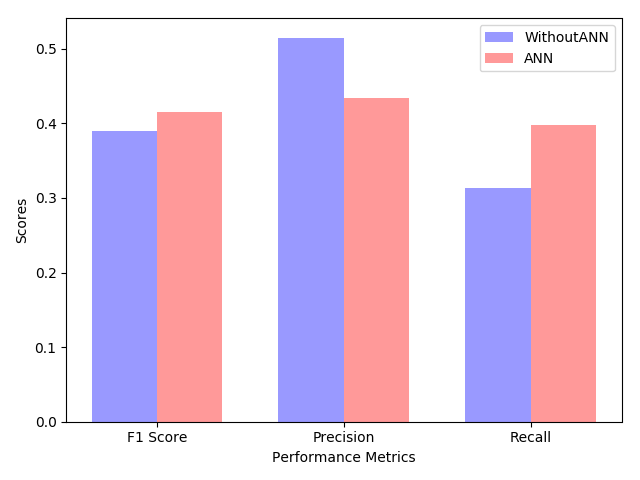 WithoutANN
ANN
0.5
0.4
0.3
0.2
0.1
0.0
Scores
F1 Score
Precision
Recall
Performance Metrics